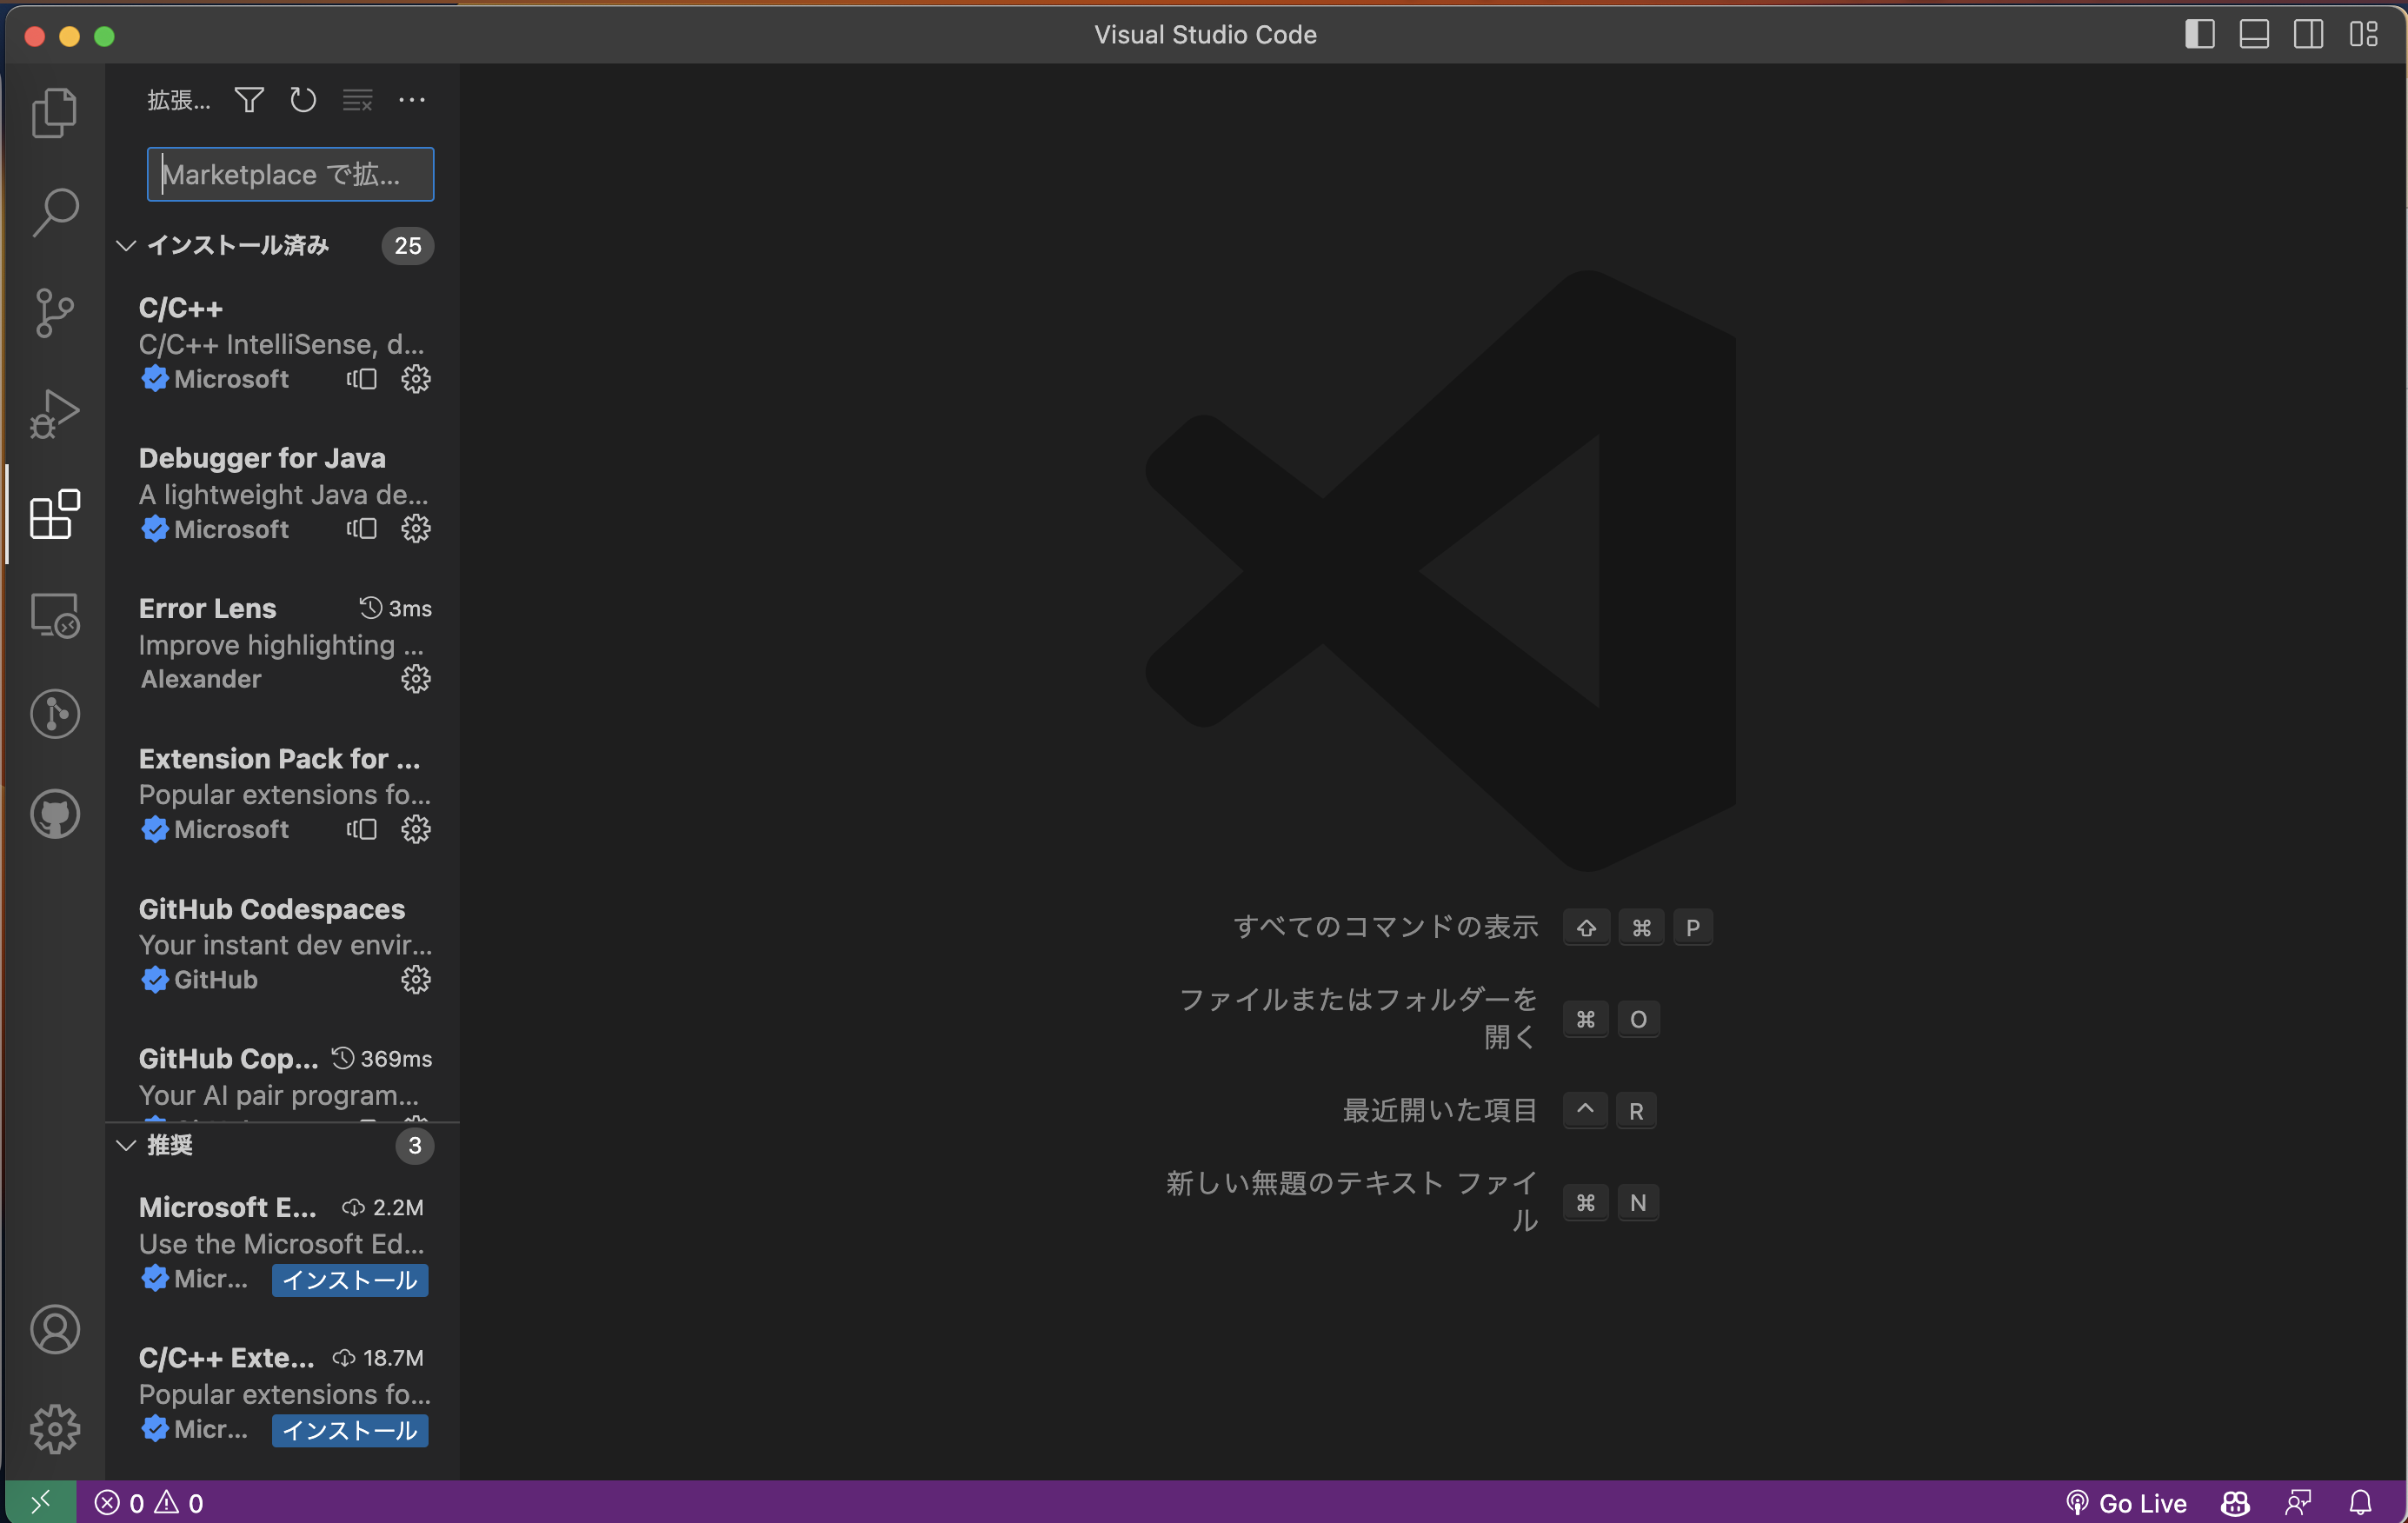 Visual Studio Code
拡張...
Marketplace で拡...
インストール済み 25
C/C++
C/C++ IntelliSense, d...
Microsoft
Debugger for Java
A lightweight Java de...
Microsoft
Error Lens 3ms
Improve highlighting ...
Alexander
Extension Pack for ...
Popular extensions fo...
Microsoft
GitHub Codespaces
Your instant dev envir...
GitHub
GitHub Cop... 369ms
Your AI pair program...
推奨 3
Microsoft E... 2.2M
Use the Microsoft Ed...
Micr... インストール
C/C++ Exte... 18.7M
Popular extensions fo...
Micr... インストール
すべてのコマンドの表示 ⇧ ⌘ P
ファイルまたはフォルダーを
開く ⌘ O
最近開いた項目 ^ R
新しい無題のテキスト ファイ
ル ⌘ N
0 0
Go Live